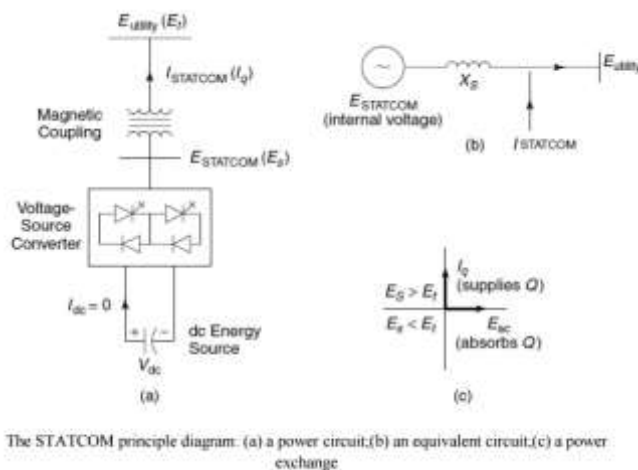 E_utility (E_t)
I_STATCOM (I_q)
Magnetic
Coupling
E_STATCOM (E_s)
Voltage-
Source
Converter
I_dc = 0
+ −
dc Energy
Source
V_dc
(a)
~
X_S
E_utility
E_STATCOM
(internal voltage)
I STATCOM
(b)
I_q
(supplies Q)
E_S > E_t
E_s < E_t
E_ac
(absorbs Q)
(c)
The STATCOM principle diagram: (a) a power circuit,(b) an equivalent circuit,(c) a power
exchange